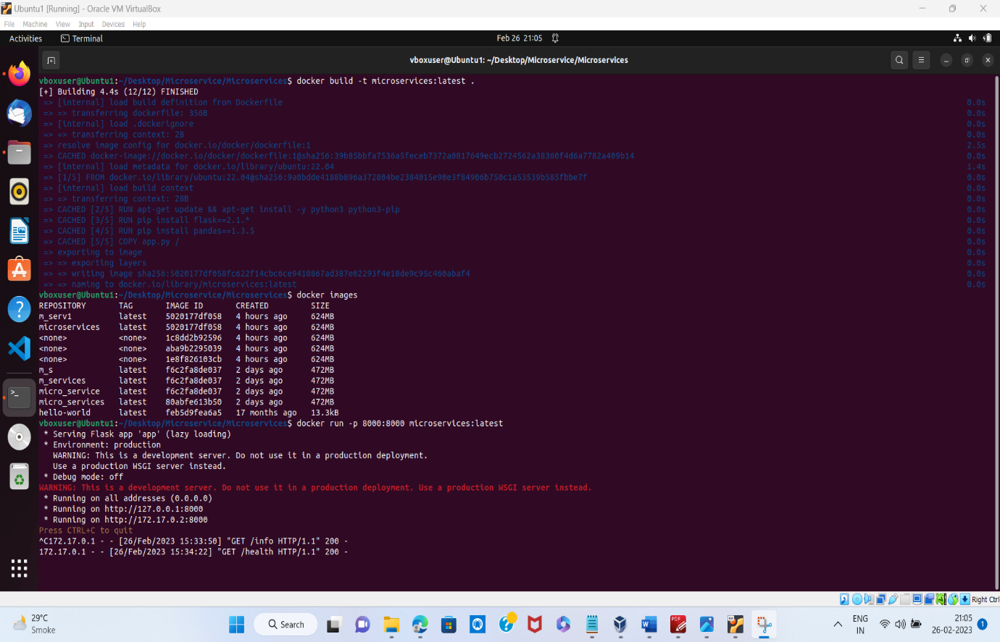 Ubuntu1 [Running] - Oracle VM VirtualBox
File Machine View Input Devices Help
Activities Terminal Feb 26 21:05
vboxuser@Ubuntu1: ~/Desktop/Microservice/Microservices
vboxuser@Ubuntu1:~/Desktop/Microservice/Microservices$ docker build -t microservices:latest .
[+] Building 4.4s (12/12) FINISHED
=> [internal] load build definition from Dockerfile 0.0s
=> => transferring dockerfile: 356B 0.0s
=> [internal] load .dockerignore 0.0s
=> => transferring context: 2B 0.0s
=> resolve image config for docker.io/docker/dockerfile:1 2.5s
=> CACHED docker-image://docker.io/docker/dockerfile:1@sha256:39b85bbfa7536a5feceb7372a0817649ecb2724562a38360f4d6a7782a409b14 0.0s
=> [internal] load metadata for docker.io/library/ubuntu:22.04 1.4s
=> [1/5] FROM docker.io/library/ubuntu:22.04@sha256:9a0bdde4188b896a372804be2384015e90e3f84906b750c1a53539b585fbbe7f 0.0s
=> [internal] load build context 0.0s
=> => transferring context: 28B 0.0s
=> CACHED [2/5] RUN apt-get update && apt-get install -y python3 python3-pip 0.0s
=> CACHED [3/5] RUN pip install flask==2.1.* 0.0s
=> CACHED [4/5] RUN pip install pandas==1.3.5 0.0s
=> CACHED [5/5] COPY app.py / 0.0s
=> exporting to image 0.0s
=> => exporting layers 0.0s
=> => writing image sha256:5020177df058fc622f14cbc6ce9410867ad387e02293f4e18de9c95c460abaf4 0.0s
=> => naming to docker.io/library/microservices:latest 0.0s
vboxuser@Ubuntu1:~/Desktop/Microservice/Microservices$ docker images
REPOSITORY TAG IMAGE ID CREATED SIZE
m_serv1 latest 5020177df058 4 hours ago 624MB
microservices latest 5020177df058 4 hours ago 624MB
<none> <none> 1c8dd2b92596 4 hours ago 624MB
<none> <none> aba9b2295039 4 hours ago 624MB
<none> <none> 1e8f826103cb 4 hours ago 624MB
m_s latest f6c2fa8de037 2 days ago 472MB
m_services latest f6c2fa8de037 2 days ago 472MB
micro_service latest f6c2fa8de037 2 days ago 472MB
micro_services latest 80abfe613b50 2 days ago 472MB
hello-world latest feb5d9fea6a5 17 months ago 13.3kB
vboxuser@Ubuntu1:~/Desktop/Microservice/Microservices$ docker run -p 8000:8000 microservices:latest
* Serving Flask app 'app' (lazy loading)
* Environment: production
WARNING: This is a development server. Do not use it in a production deployment.
Use a production WSGI server instead.
* Debug mode: off
WARNING: This is a development server. Do not use it in a production deployment. Use a production WSGI server instead.
* Running on all addresses (0.0.0.0)
* Running on http://127.0.0.1:8000
* Running on http://172.17.0.2:8000
Press CTRL+C to quit
^C172.17.0.1 - - [26/Feb/2023 15:33:50] "GET /info HTTP/1.1" 200 -
172.17.0.1 - - [26/Feb/2023 15:34:22] "GET /health HTTP/1.1" 200 -
Right Ctrl
29°C
Smoke
Search
PDF
ENG
IN
21:05
26-02-2023
1